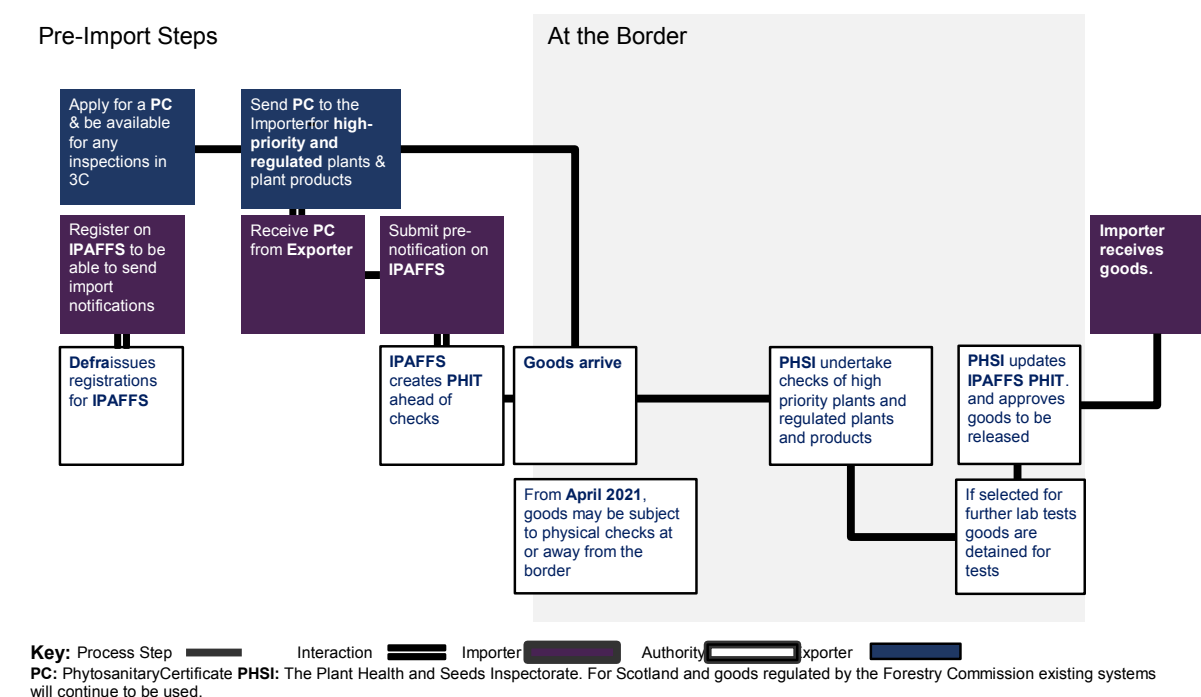 Pre-Import Steps
At the Border
Apply for a PC
& be available
for any
inspections in
3C
Send PC to the
Importerfor high-
priority and
regulated plants &
plant products
Register on
IPAFFS to be
able to send
import
notifications
Receive PC
from Exporter
Submit pre-
notification on
IPAFFS
Importer
receives
goods.
Defraissues
registrations
for IPAFFS
IPAFFS
creates PHIT
ahead of
checks
Goods arrive
PHSI undertake
checks of high
priority plants and
regulated plants
and products
PHSI updates
IPAFFS PHIT.
and approves
goods to be
released
From April 2021,
goods may be subject
to physical checks at
or away from the
border
If selected for
further lab tests
goods are
detained for
tests
Key: Process Step Interaction Importer Authority xporter
PC: PhytosanitaryCertificate PHSI: The Plant Health and Seeds Inspectorate. For Scotland and goods regulated by the Forestry Commission existing systems
will continue to be used.